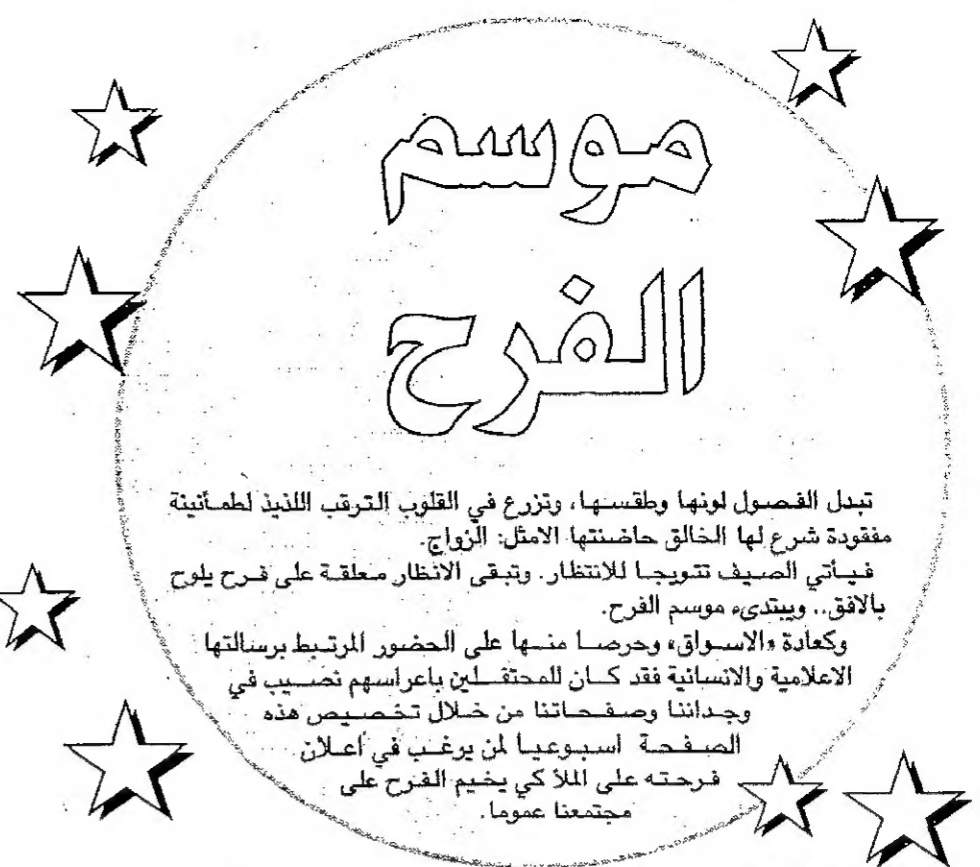 موسم
الفرح
تبدل الفصول لونها وطقسها، وتزرع في القلوب الترقب اللذيذ لطمأنينة
مفقودة شرع لها الخالق حاضنتها الامثل: الزواج.
فيأتي الصيف تتويجا للانتظار. وتبقى الانظار معلقة على فرح يلوح
بالافق.. ويبتدىء موسم الفرح.
وكعادة «الاسواق» وحرصا منها على الحضور المرتبط برسالتها
الاعلامية والانسانية فقد كان للمحتفلين باعراسهم نصيب في
وجداننا وصفحاتنا من خلال تخصيص هذه
الصفحة اسبوعيا لمن يرغب في اعلان
فرحته على الملأ كي يخيم الفرح على
مجتمعنا عموما.